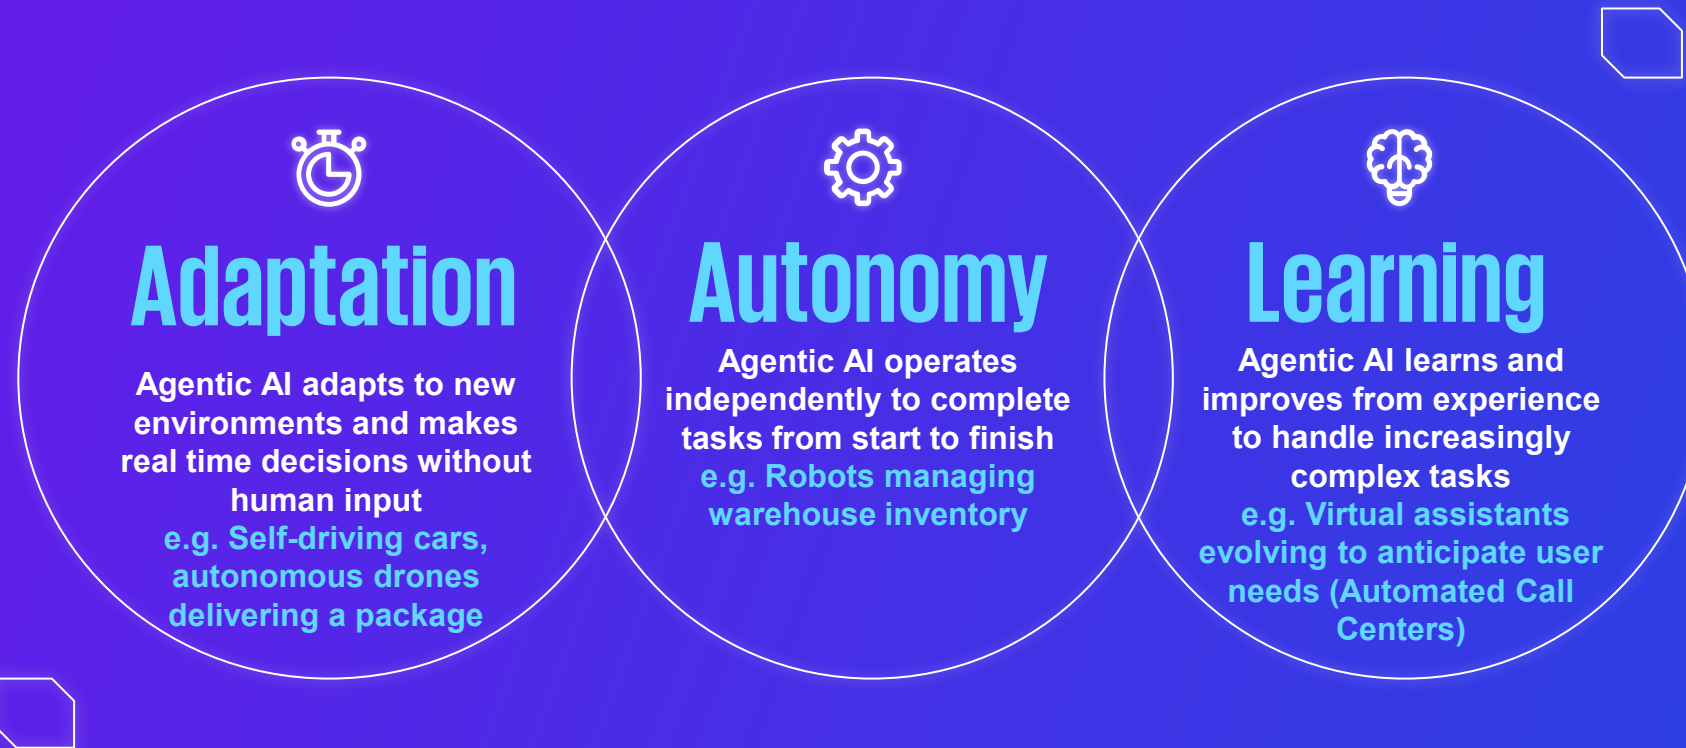 Adaptation
Agentic AI adapts to new
environments and makes
real time decisions without
human input
e.g. Self-driving cars,
autonomous drones
delivering a package
Autonomy
Agentic AI operates
independently to complete
tasks from start to finish
e.g. Robots managing
warehouse inventory
Learning
Agentic AI learns and
improves from experience
to handle increasingly
complex tasks
e.g. Virtual assistants
evolving to anticipate user
needs (Automated Call
Centers)